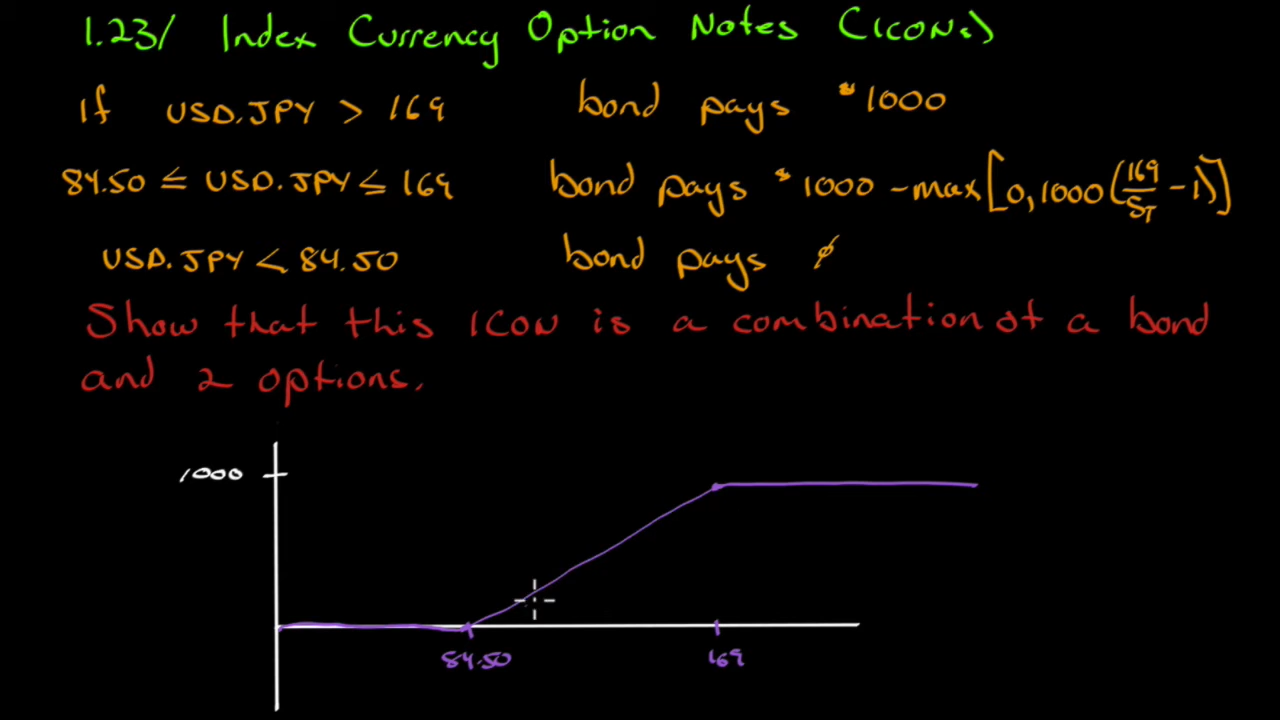 1.23/ Index Currency Option Notes (ICONs)
If USD.JPY > 169 bond pays $1000
84.50 ≤ USD.JPY ≤ 169 bond pays $1000 - max[0, 1000(169/ST - 1)]
USD.JPY < 84.50 bond pays ∅
Show that this ICON is a combination of a bond
and 2 options.
1000
84.50 169